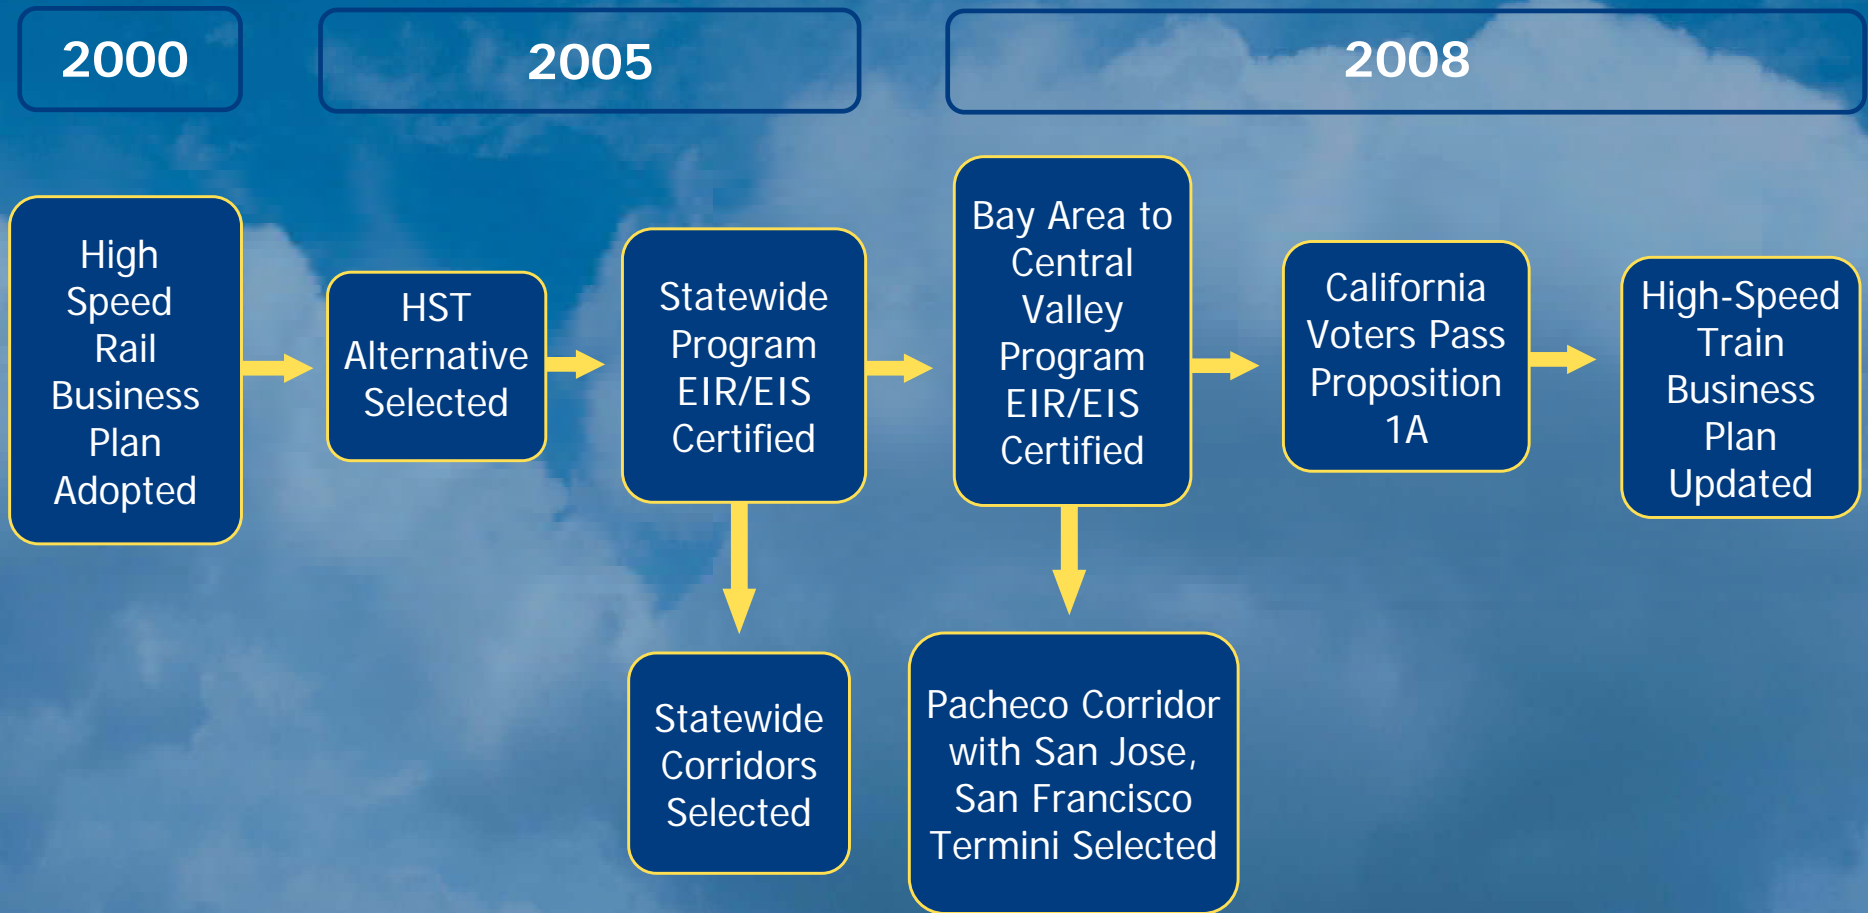 2000
2005
2008
High
Speed
Rail
Business
Plan
Adopted
HST
Alternative
Selected
Statewide
Program
EIR/EIS
Certified
Bay Area to
Central
Valley
Program
EIR/EIS
Certified
California
Voters Pass
Proposition
1A
High-Speed
Train
Business
Plan
Updated
Statewide
Corridors
Selected
Pacheco Corridor
with San Jose,
San Francisco
Termini Selected